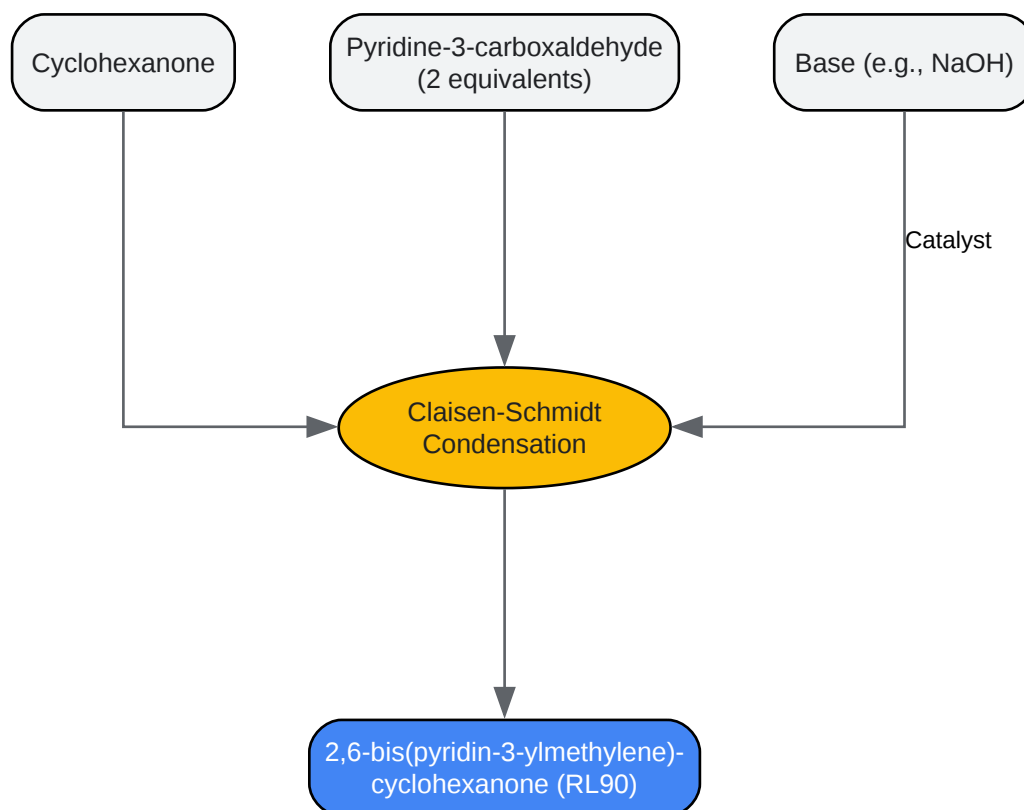 Cyclohexanone
Pyridine-3-carboxaldehyde
(2 equivalents)
Base (e.g., NaOH)
Catalyst
Claisen-Schmidt
Condensation
2,6-bis(pyridin-3-ylmethylene)-
cyclohexanone (RL90)